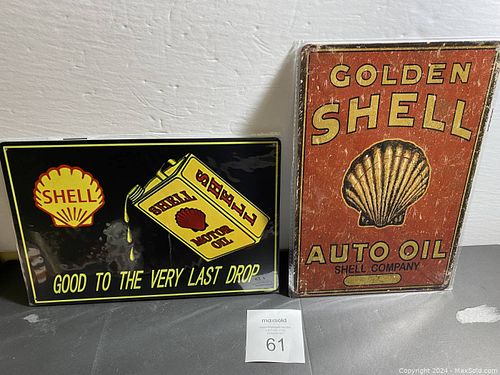 SHELL
SHELL
SHELL
MOTOR
OIL
GOOD TO THE VERY LAST DROP
GOLDEN
SHELL
AUTO OIL
SHELL COMPANY
maxsold
61
Copyright © 2024 - MaxSold.com